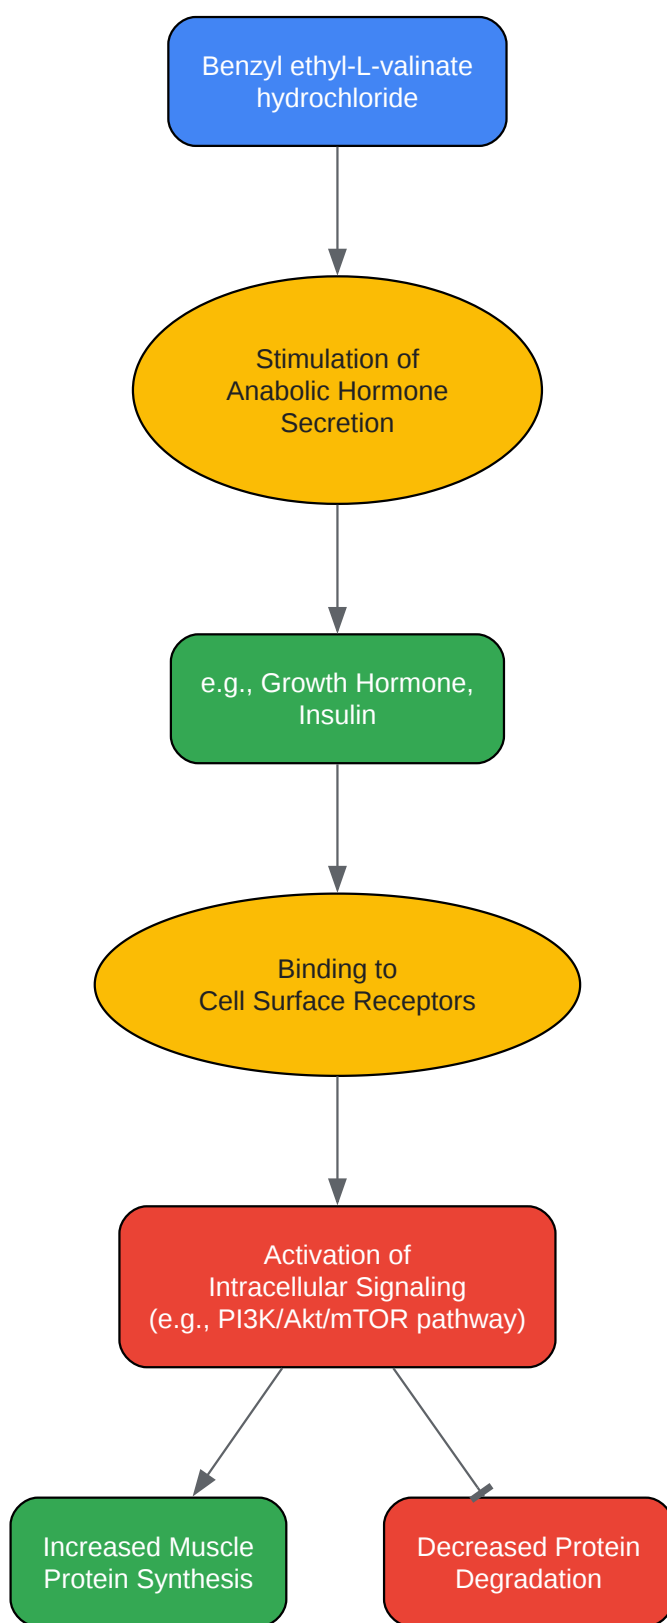 Benzyl ethyl-L-valinate
hydrochloride
Stimulation of
Anabolic Hormone
Secretion
e.g., Growth Hormone,
Insulin
Binding to
Cell Surface Receptors
Activation of
Intracellular Signaling
(e.g., PI3K/Akt/mTOR pathway)
Increased Muscle
Protein Synthesis
Decreased Protein
Degradation